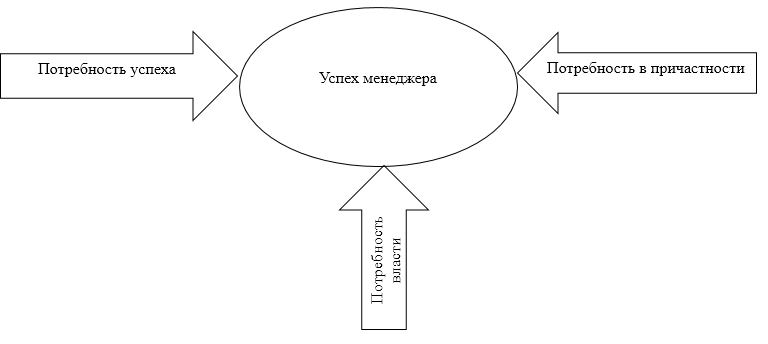 Потребность успеха
Успех менеджера
Потребность в причастности
Потребность
власти